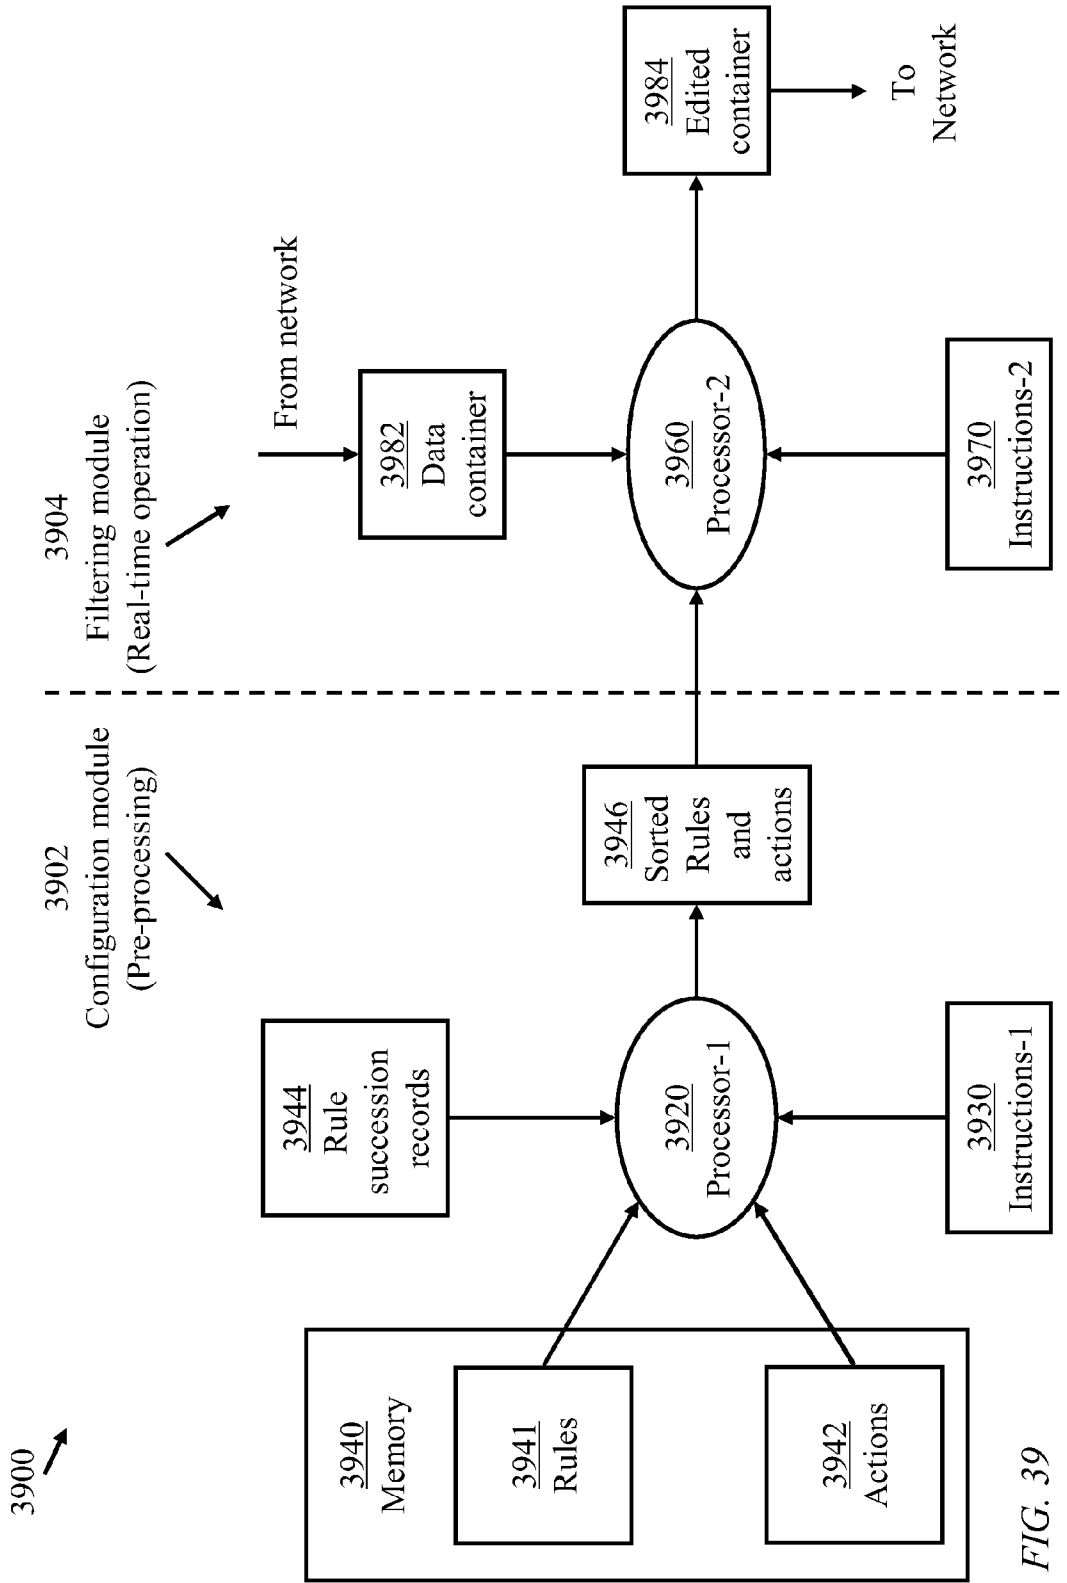 3900
3902
Configuration module
(Pre-processing)
3904
Filtering module
(Real-time operation)
3940
Memory
3941
Rules
3942
Actions
3944
Rule
succession
records
3920
Processor-1
3930
Instructions-1
3946
Sorted
Rules
and
actions
From network
3982
Data
container
3960
Processor-2
3970
Instructions-2
3984
Edited
container
To
Network
FIG. 39